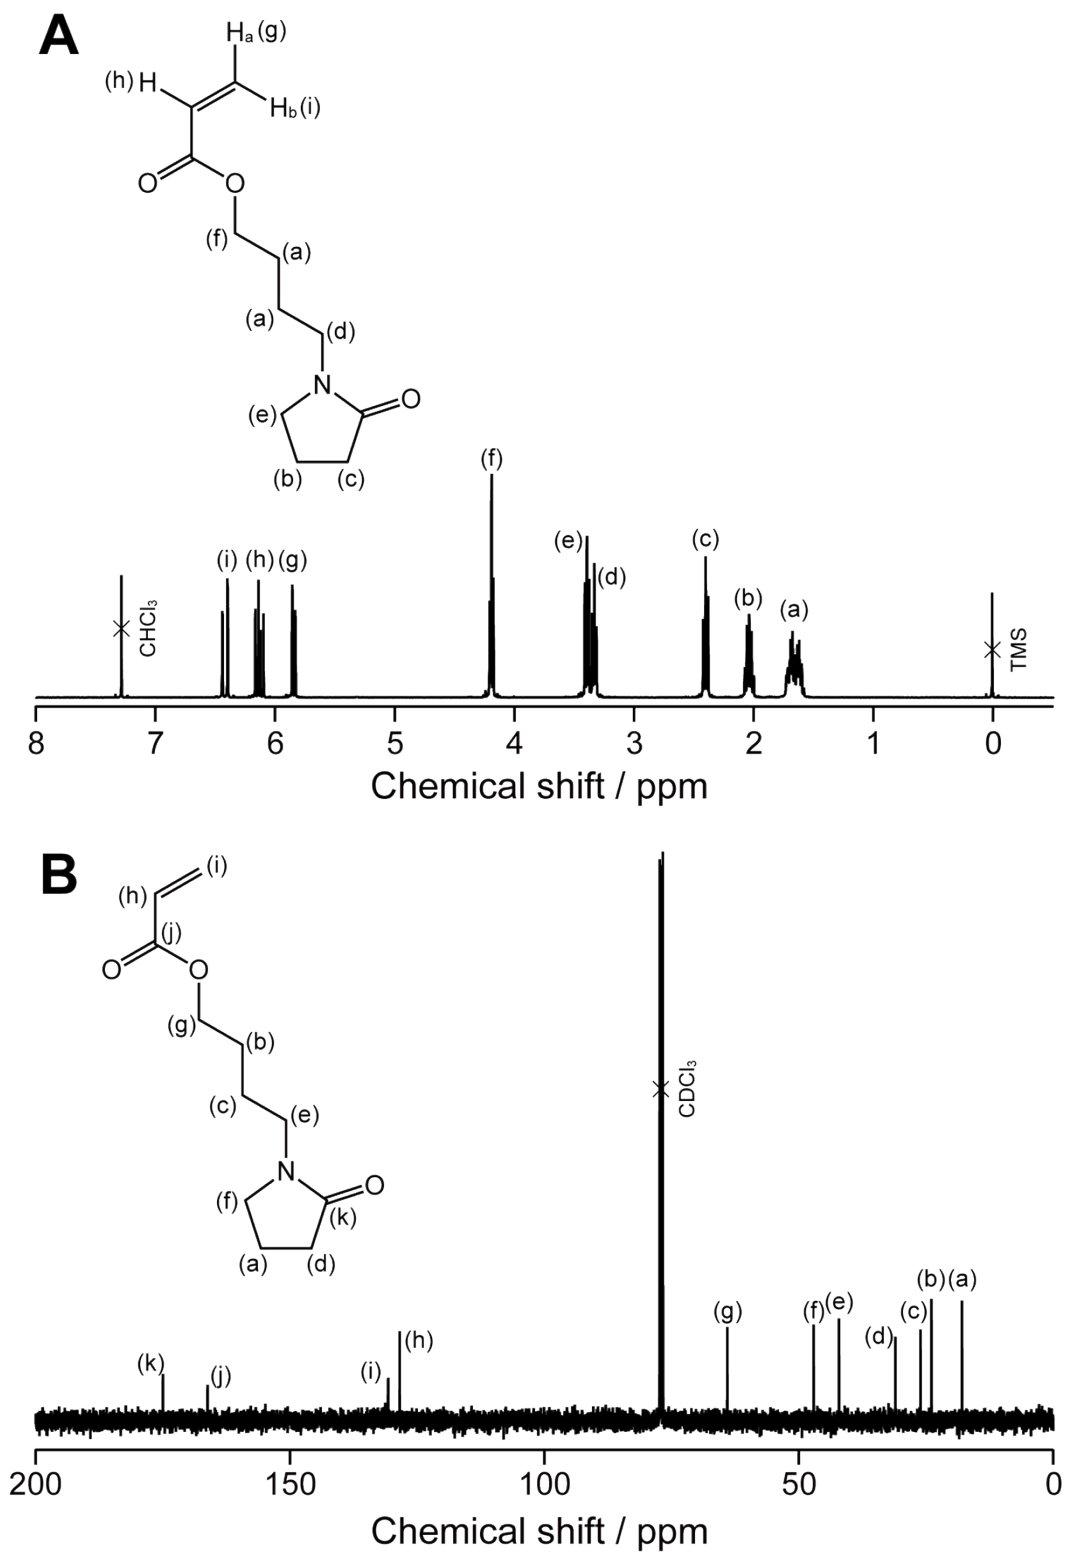 A
Hₐ (g)
(h) H
H_b (i)
O
O
(f)
(a)
(a)
(d)
N
O
(e)
(b)
(c)
(f)
(e)
(c)
(i) (h) (g)
(d)
(b)
(a)
CHCl₃
TMS
8 7 6 5 4 3 2 1 0
Chemical shift / ppm
B
(i)
(h)
(j)
O
O
(g)
(b)
(c)
(e)
N
O
(f)
(k)
(a)
(d)
CDCl₃
(b) (a)
(g)
(f) (e)
(c)
(d)
(h)
(k)
(j)
(i)
200 150 100 50 0
Chemical shift / ppm